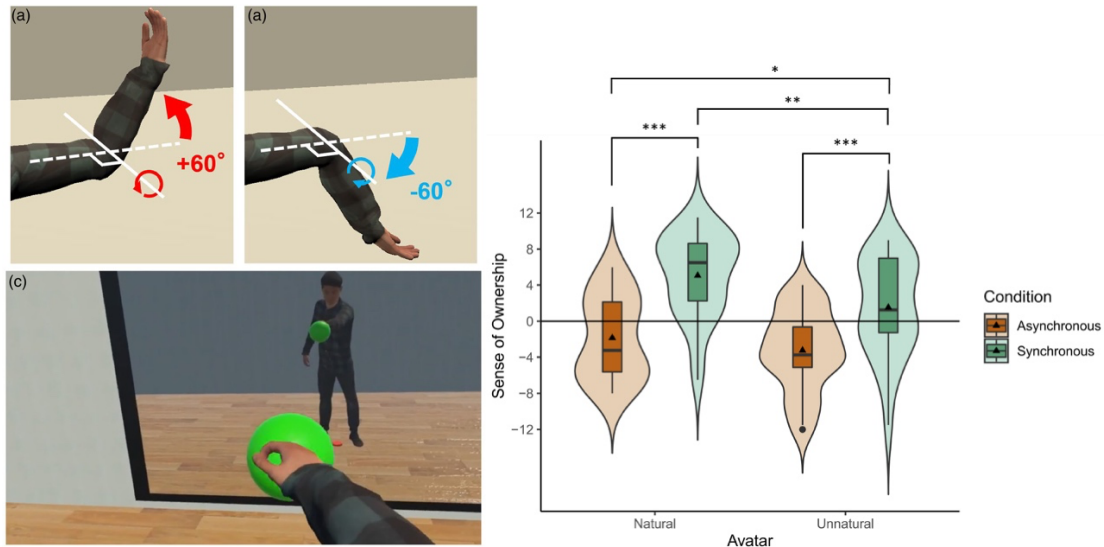 (a)
+60°
(a)
-60°
(c)
*
**
***
***
Sense of Ownership
12
8
4
0
−4
−8
−12
Natural
Unnatural
Avatar
Condition
Asynchronous
Synchronous